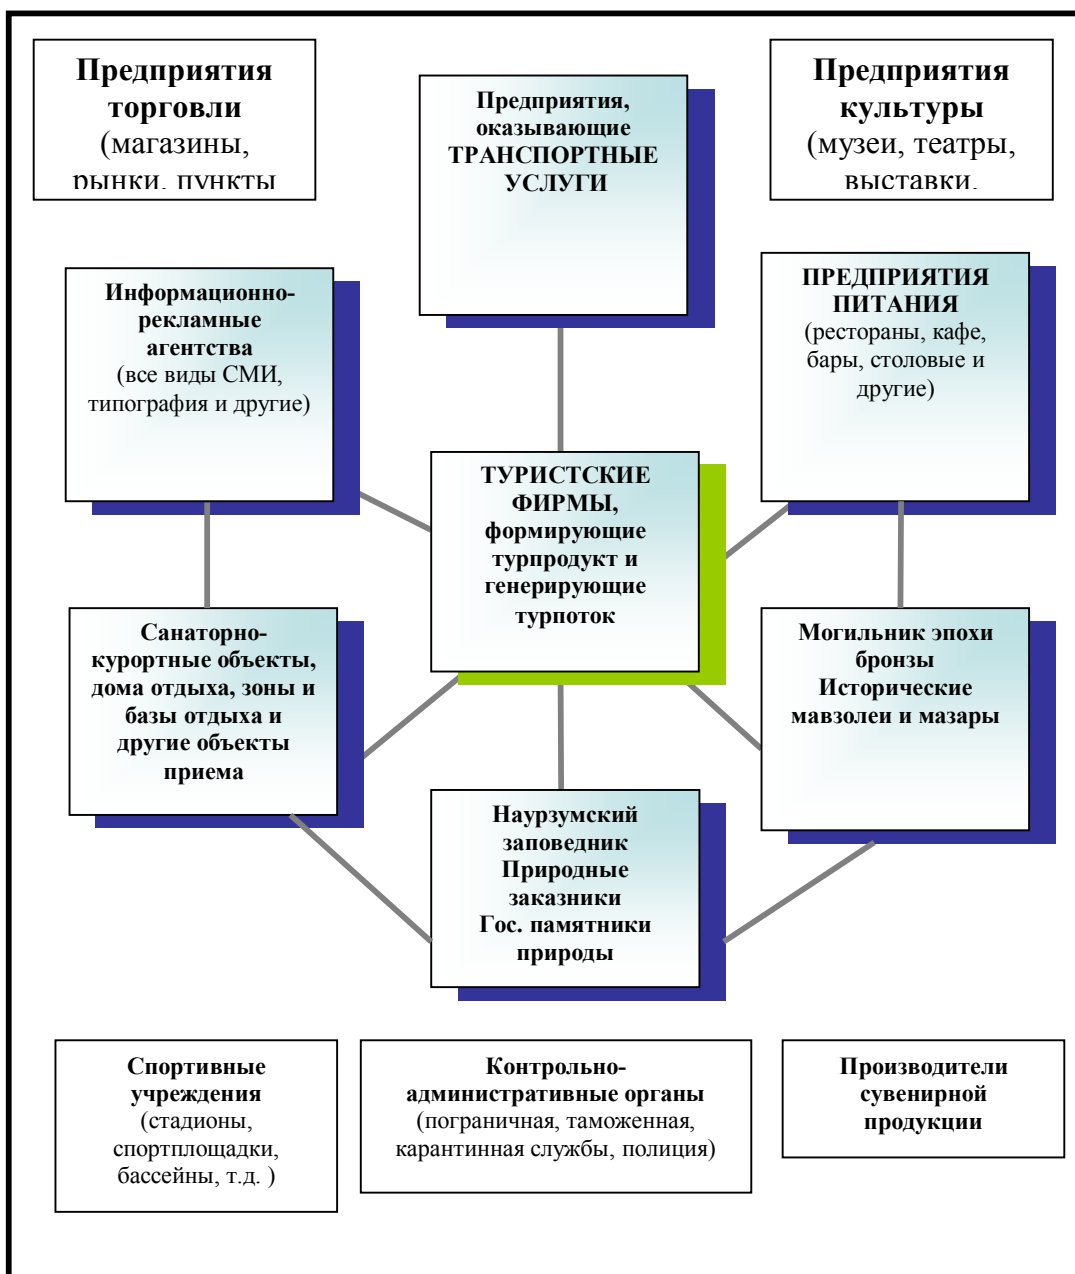 Предприятия
торговли
(магазины,
рынки, пункты
Предприятия,
оказывающие
ТРАНСПОРТНЫЕ
УСЛУГИ
Предприятия
культуры
(музеи, театры,
выставки,
Информационно-
рекламные
агентства
(все виды СМИ,
типография и другие)
ПРЕДПРИЯТИЯ
ПИТАНИЯ
(рестораны, кафе,
бары, столовые и
другие)
ТУРИСТСКИЕ
ФИРМЫ,
формирующие
турпродукт и
генерирующие
турпоток
Санаторно-
курортные объекты,
дома отдыха, зоны и
базы отдыха и
другие объекты
приема
Могильник эпохи
бронзы
Исторические
мавзолеи и мазары
Наурзумский
заповедник
Природные
заказники
Гос. памятники
природы
Спортивные
учреждения
(стадионы,
спортплощадки,
бассейны, т.д. )
Контрольно-
административные органы
(пограничная, таможенная,
карантинная службы, полиция)
Производители
сувенирной
продукции